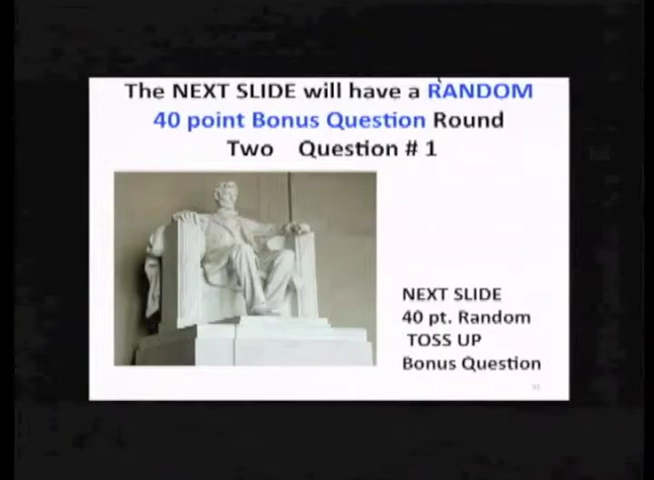 The NEXT SLIDE will have a RANDOM
40 point Bonus Question Round
Two Question # 1
NEXT SLIDE
40 pt. Random
TOSS UP
Bonus Question